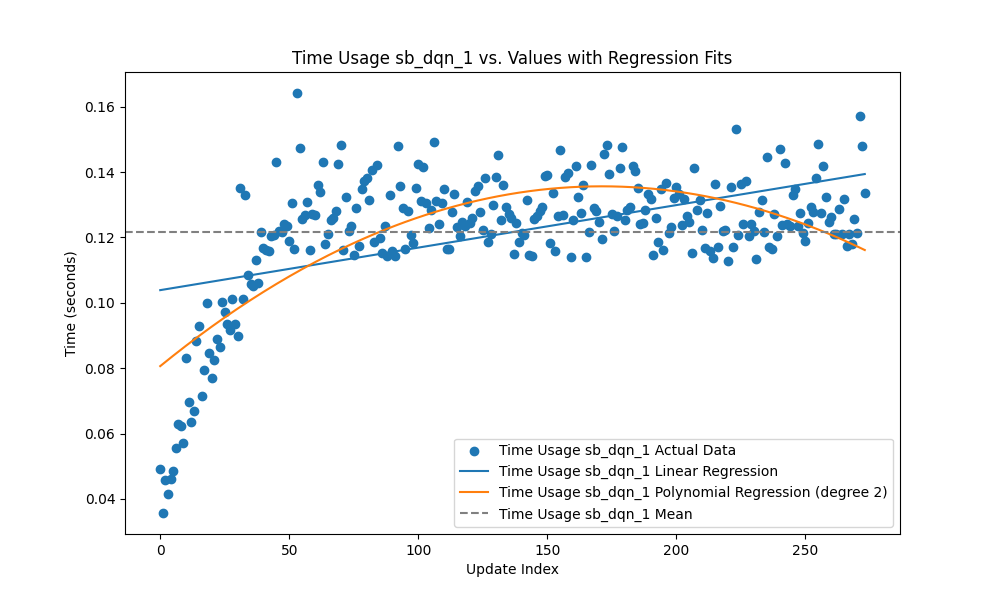 Time Usage sb_dqn_1 vs. Values with Regression Fits
Time (seconds)
0.16
0.14
0.12
0.10
0.08
0.06
0.04
Time Usage sb_dqn_1 Actual Data
Time Usage sb_dqn_1 Linear Regression
Time Usage sb_dqn_1 Polynomial Regression (degree 2)
Time Usage sb_dqn_1 Mean
0 50 100 150 200 250
Update Index